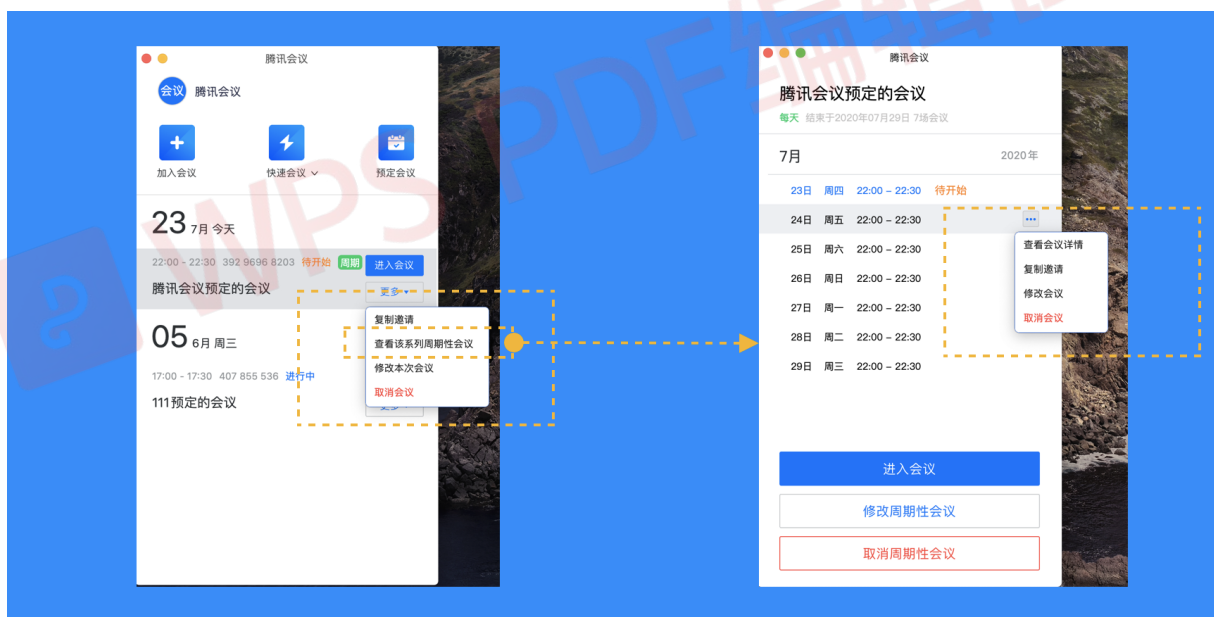 腾讯会议
会议 腾讯会议
加入会议 快速会议 预定会议
23 7月 今天
22:00 - 22:30 392 9696 8203 待开始 周期 进入会议
腾讯会议预定的会议
更多
复制邀请
查看该系列周期性会议
修改本次会议
取消会议
05 6月 周三
17:00 - 17:30 407 855 536 进行中
111预定的会议
更多
腾讯会议
腾讯会议预定的会议
每天 结束于2020年07月29日 7场会议
7月 2020年
23日 周四 22:00 – 22:30 待开始
24日 周五 22:00 – 22:30
25日 周六 22:00 – 22:30
26日 周日 22:00 – 22:30
27日 周一 22:00 – 22:30
28日 周二 22:00 – 22:30
29日 周三 22:00 – 22:30
查看会议详情
复制邀请
修改会议
取消会议
进入会议
修改周期性会议
取消周期性会议
WPS PDF编辑